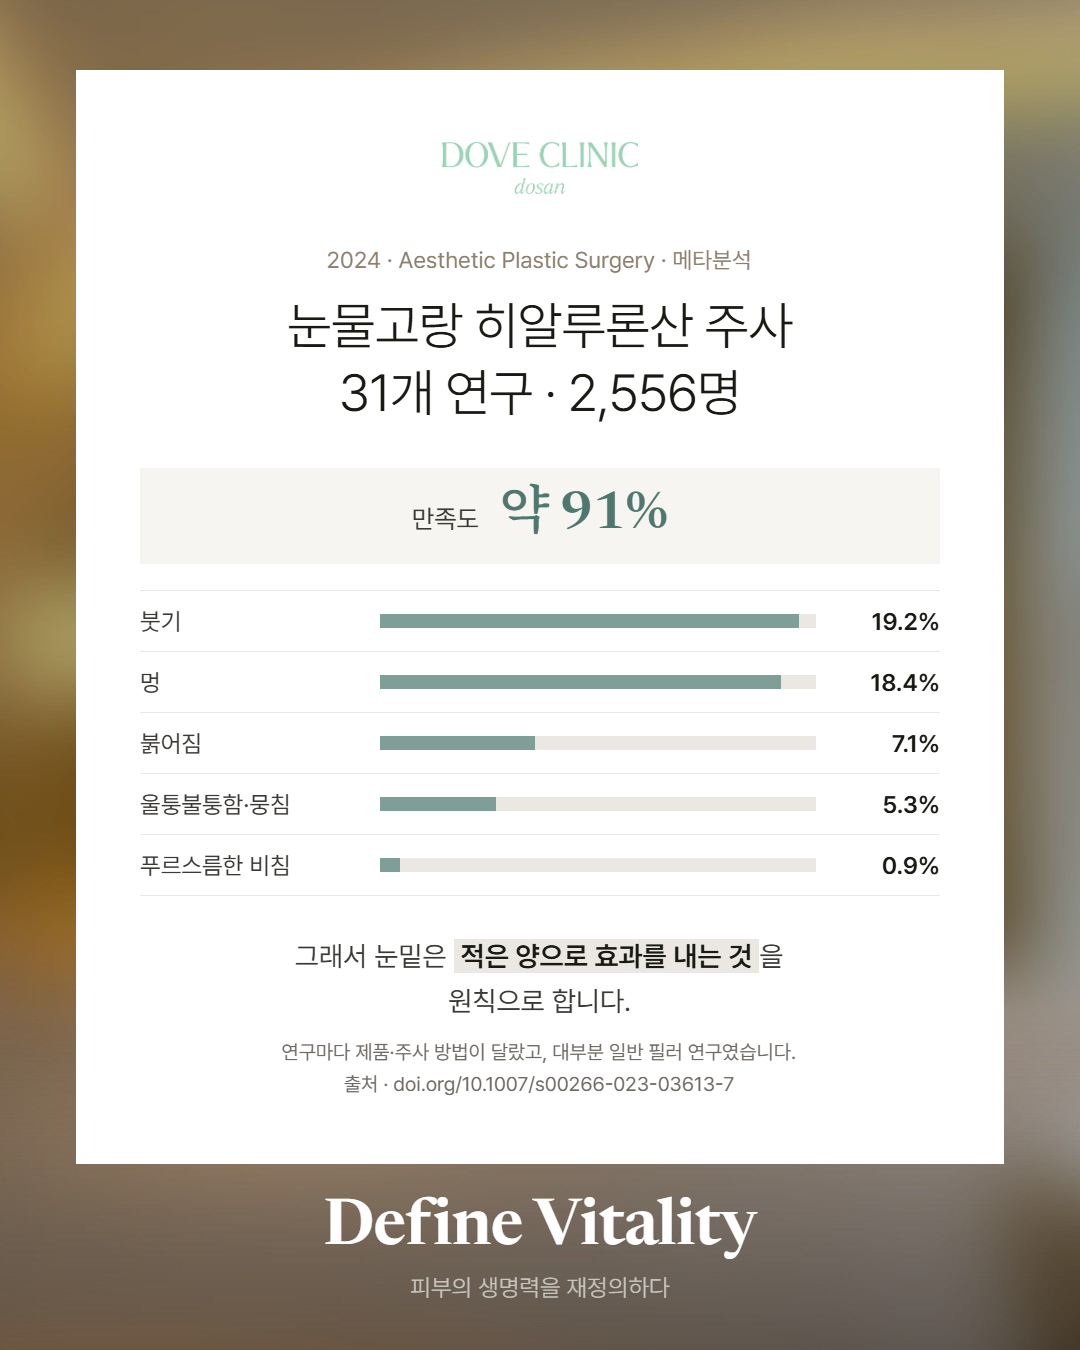 DOVE CLINIC
dosan
2024 · Aesthetic Plastic Surgery · 메타분석
눈물고랑 히알루론산 주사
31개 연구 · 2,556명
만족도 약 91%
붓기 19.2%
멍 18.4%
붉어짐 7.1%
울퉁불퉁함·뭉침 5.3%
푸르스름한 비침 0.9%
그래서 눈밑은 적은 양으로 효과를 내는 것을
원칙으로 합니다.
연구마다 제품·주사 방법이 달랐고, 대부분 일반 필러 연구였습니다.
출처 · doi.org/10.1007/s00266-023-03613-7
Define Vitality
피부의 생명력을 재정의하다